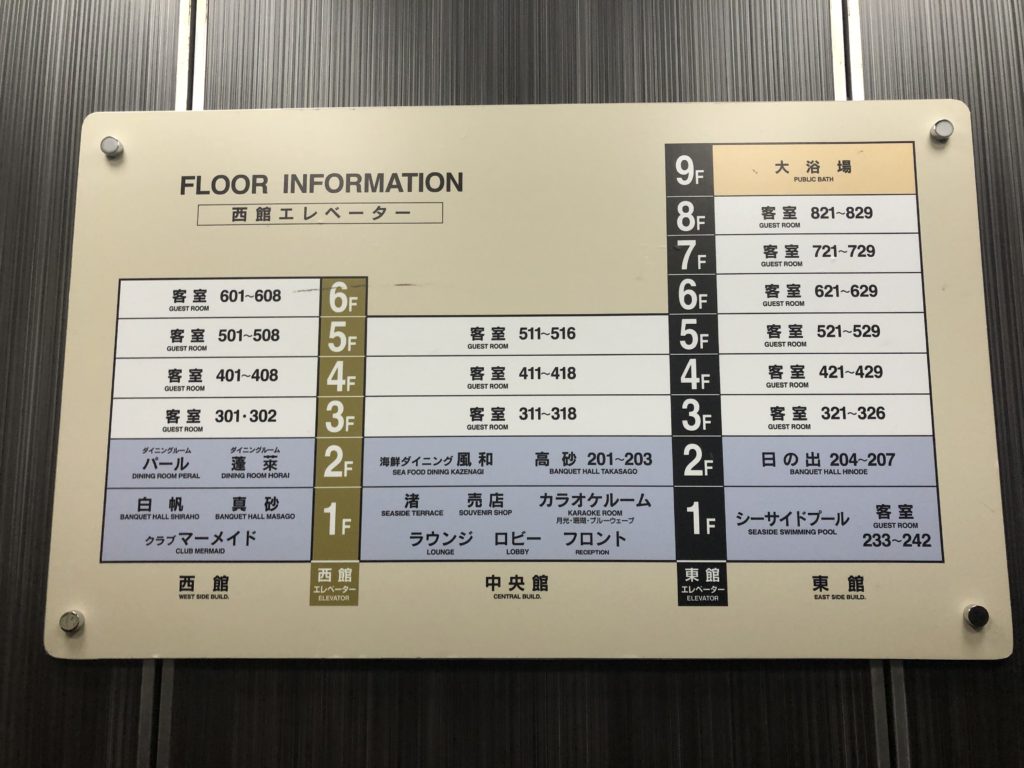 FLOOR INFORMATION
西館エレベーター
9F 大浴場
PUBLIC BATH
8F 客室 821~829
GUEST ROOM
7F 客室 721~729
GUEST ROOM
客室 601~608 6F 6F 客室 621~629
GUEST ROOM GUEST ROOM
客室 501~508 5F 客室 511~516 5F 客室 521~529
GUEST ROOM GUEST ROOM GUEST ROOM
客室 401~408 4F 客室 411~418 4F 客室 421~429
GUEST ROOM GUEST ROOM GUEST ROOM
客室 301・302 3F 客室 311~318 3F 客室 321~326
GUEST ROOM GUEST ROOM GUEST ROOM
ダイニングルーム ダイニングルーム
パール 蓬莱 2F 海鮮ダイニング 風和 高砂 201~203 2F 日の出 204~207
DINING ROOM PERAL DINING ROOM HORAI SEA FOOD DINING KAZENAGI BANQUET HALL TAKASAGO BANQUET HALL HINODE
白帆 真砂 1F 渚 売店 カラオケルーム 1F シーサイドプール 客室
BANQUET HALL SHIRAHO BANQUET HALL MASAGO SEASIDE TERRACE SOUVENIR SHOP KARAOKE ROOM SEASIDE SWIMMING POOL GUEST ROOM
月光・珊瑚・ブルーウェーブ
クラブ マーメイド ラウンジ ロビー フロント 233~242
CLUB MERMAID LOUNGE LOBBY RECEPTION
西館 西館 中央館 東館 東館
WEST SIDE BUILD. エレベーター CENTRAL BUILD. エレベーター EAST SIDE BUILD.
ELEVATOR ELEVATOR